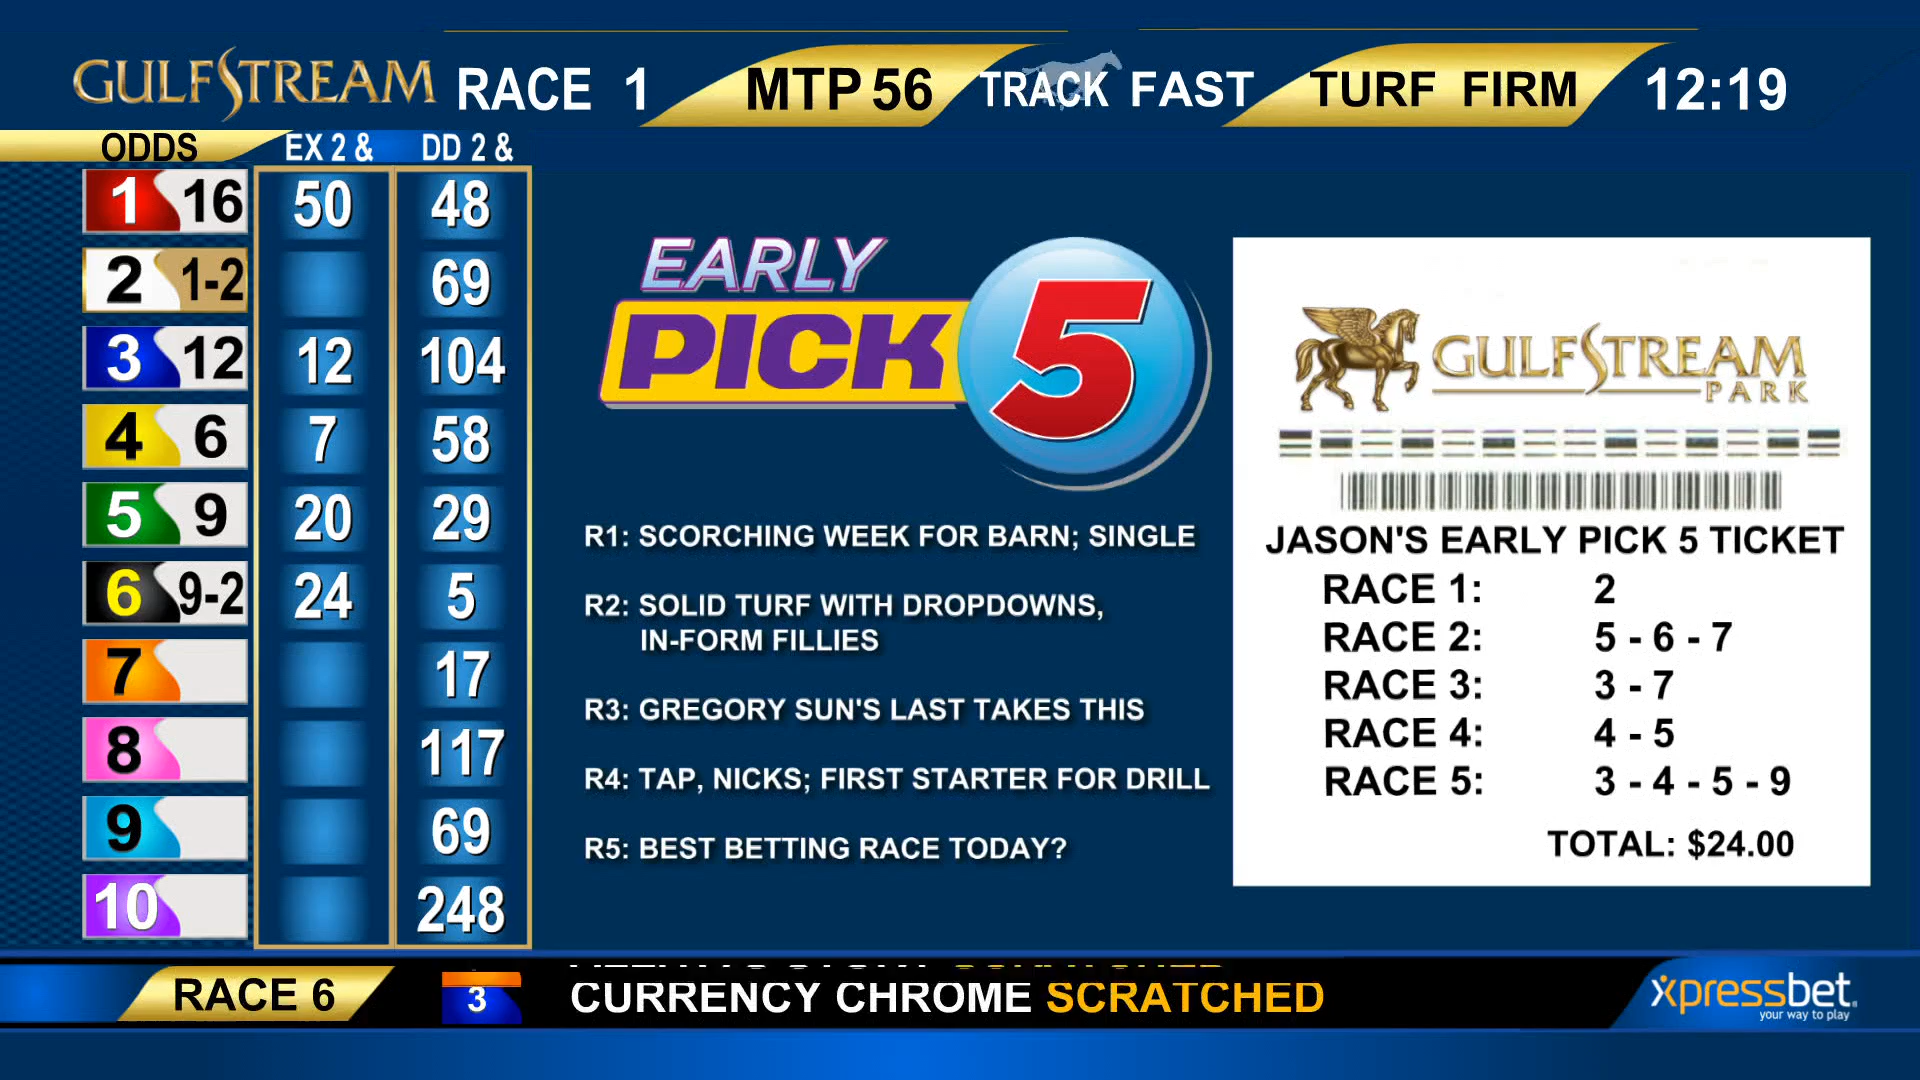 GULFSTREAM RACE 1 MTP 56 TRACK FAST TURF FIRM 12:19
ODDS EX 2 & DD 2 &
1 16 50 48
2 1-2 69
3 12 12 104
4 6 7 58
5 9 20 29
6 9-2 24 5
7 17
8 117
9 69
10 248
EARLY
PICK 5
R1: SCORCHING WEEK FOR BARN; SINGLE
R2: SOLID TURF WITH DROPDOWNS,
IN-FORM FILLIES
R3: GREGORY SUN'S LAST TAKES THIS
R4: TAP, NICKS; FIRST STARTER FOR DRILL
R5: BEST BETTING RACE TODAY?
GULFSTREAM
PARK
JASON'S EARLY PICK 5 TICKET
RACE 1: 2
RACE 2: 5 - 6 - 7
RACE 3: 3 - 7
RACE 4: 4 - 5
RACE 5: 3 - 4 - 5 - 9
TOTAL: $24.00
RACE 6 3 CURRENCY CHROME SCRATCHED
xpressbet
your way to play